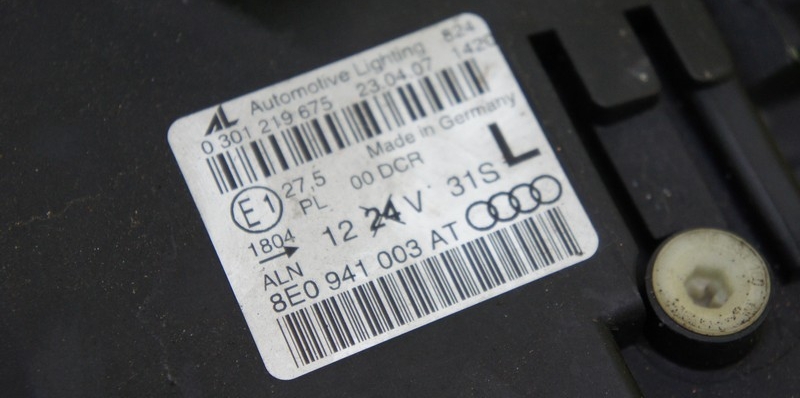 AL Automotive Lighting 824
0 301 219 675 23.04.07 1420
Made in Germany
E1 27,5 00 DCR L
PL
1804 12 24 V 31S
ALN
8E0 941 003 AT